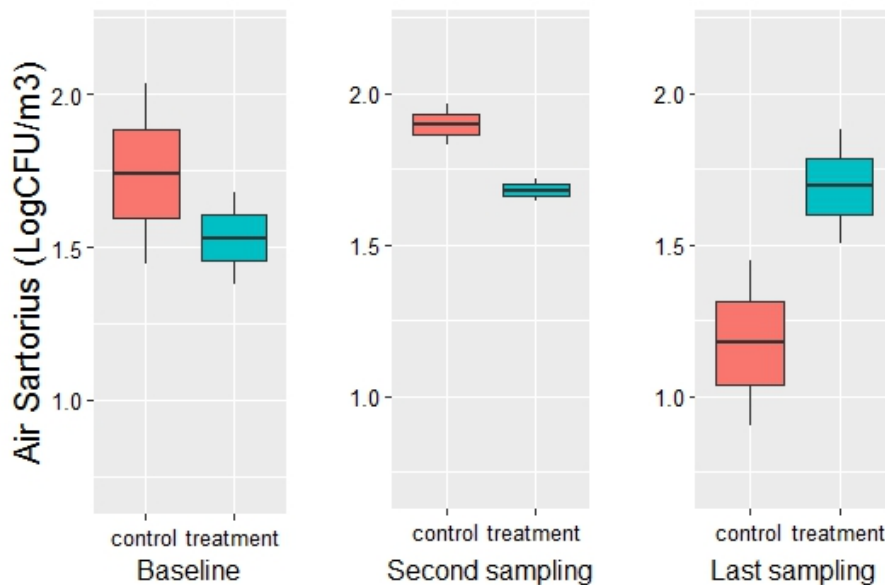 Air Sartorius (LogCFU/m3)
2.0
1.5
1.0
control treatment
Baseline
2.0
1.5
1.0
control treatment
Second sampling
2.0
1.5
1.0
control treatment
Last sampling